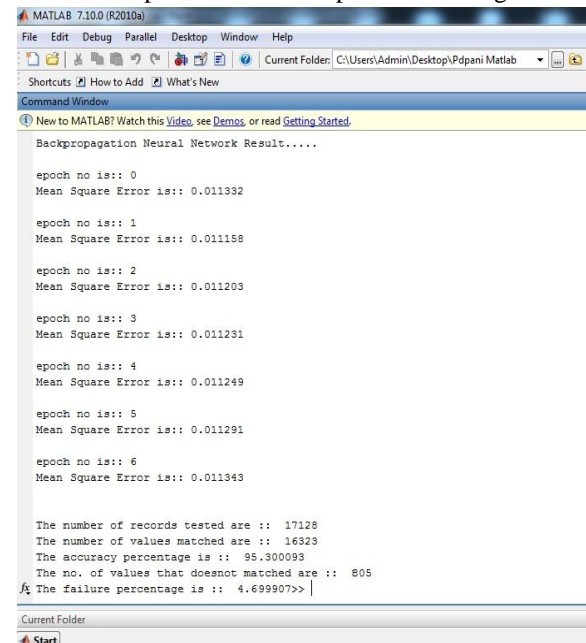 MATLAB 7.10.0 (R2010a)
File Edit Debug Parallel Desktop Window Help
Current Folder: C:\Users\Admin\Desktop\Pdpani Matlab
Shortcuts How to Add What's New
Command Window
New to MATLAB? Watch this Video, see Demos, or read Getting Started.
Backpropagation Neural Network Result.....
epoch no is:: 0
Mean Square Error is:: 0.011332
epoch no is:: 1
Mean Square Error is:: 0.011158
epoch no is:: 2
Mean Square Error is:: 0.011203
epoch no is:: 3
Mean Square Error is:: 0.011231
epoch no is:: 4
Mean Square Error is:: 0.011249
epoch no is:: 5
Mean Square Error is:: 0.011291
epoch no is:: 6
Mean Square Error is:: 0.011343
The number of records tested are :: 17128
The number of values matched are :: 16323
The accuracy percentage is :: 95.300093
The no. of values that doesnot matched are :: 805
fx The failure percentage is :: 4.699907>>
Current Folder
Start